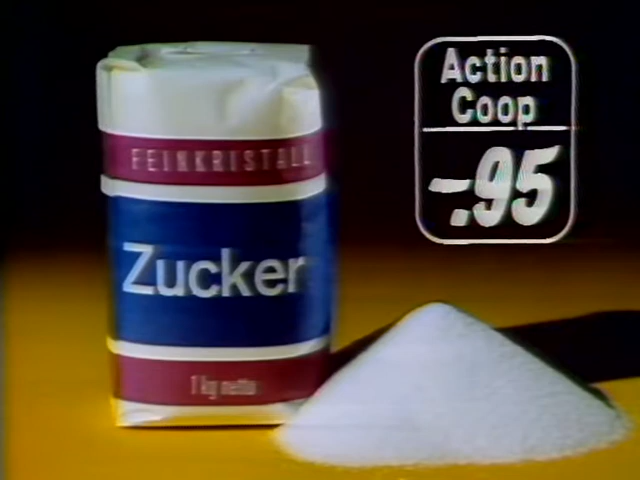 FEINKRISTALL
Zucker
1 kg netto
Action
Coop
-.95